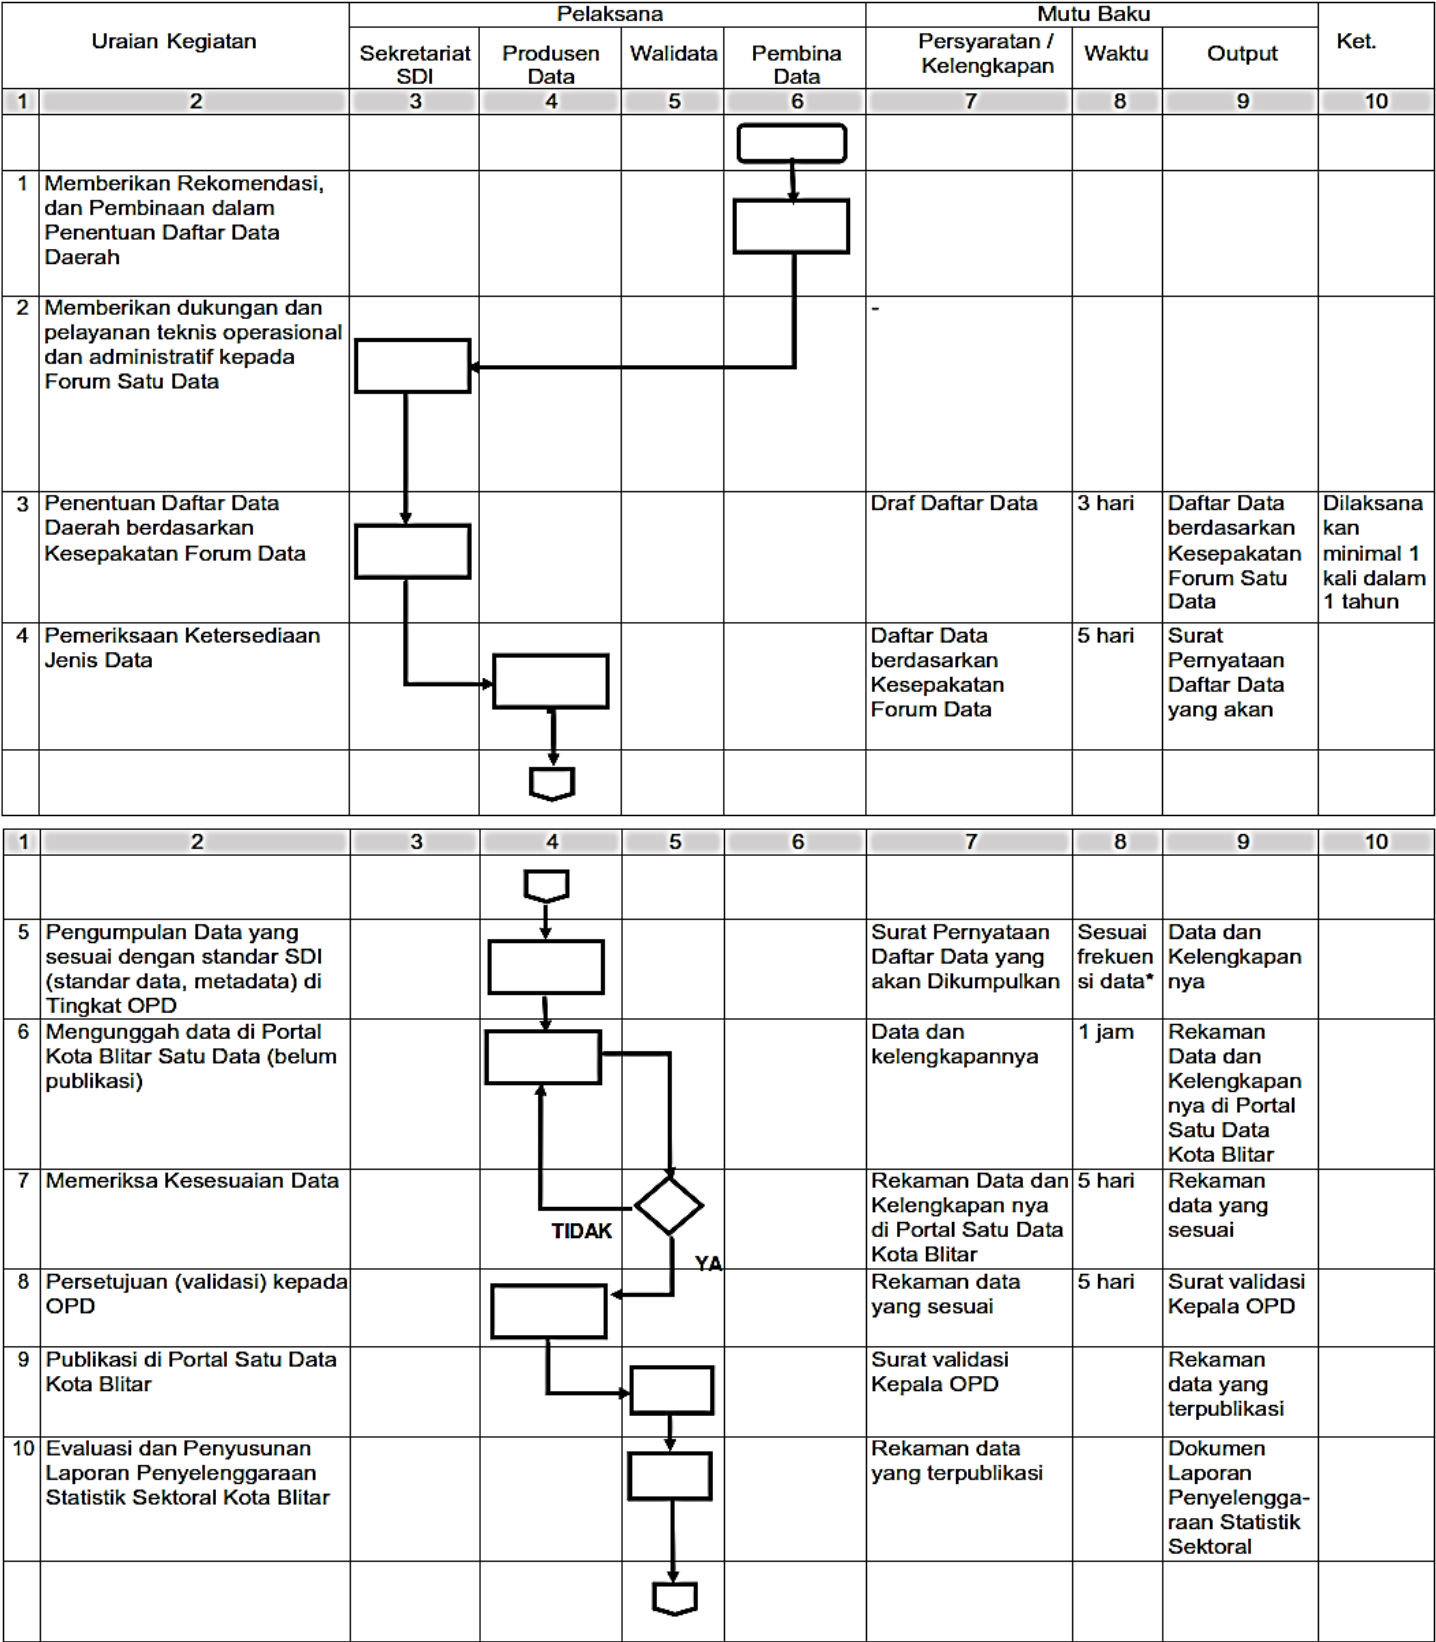 Uraian Kegiatan
Pelaksana
Mutu Baku
Ket.
Sekretariat
SDI
Produsen
Data
Walidata
Pembina
Data
Persyaratan /
Kelengkapan
Waktu
Output
1 2 3 4 5 6 7 8 9 10
1 Memberikan Rekomendasi,
dan Pembinaan dalam
Penentuan Daftar Data
Daerah
2 Memberikan dukungan dan
pelayanan teknis operasional
dan administratif kepada
Forum Satu Data
-
3 Penentuan Daftar Data
Daerah berdasarkan
Kesepakatan Forum Data
Draf Daftar Data
3 hari
Daftar Data
berdasarkan
Kesepakatan
Forum Satu
Data
Dilaksana
kan
minimal 1
kali dalam
1 tahun
4 Pemeriksaan Ketersediaan
Jenis Data
Daftar Data
berdasarkan
Kesepakatan
Forum Data
5 hari
Surat
Pernyataan
Daftar Data
yang akan
1 2 3 4 5 6 7 8 9 10
5 Pengumpulan Data yang
sesuai dengan standar SDI
(standar data, metadata) di
Tingkat OPD
Surat Pernyataan
Daftar Data yang
akan Dikumpulkan
Sesuai
frekuen
si data*
Data dan
Kelengkapan
nya
6 Mengunggah data di Portal
Kota Blitar Satu Data (belum
publikasi)
Data dan
kelengkapannya
1 jam
Rekaman
Data dan
Kelengkapan
nya di Portal
Satu Data
Kota Blitar
7 Memeriksa Kesesuaian Data
TIDAK
YA
Rekaman Data dan
Kelengkapan nya
di Portal Satu Data
Kota Blitar
5 hari
Rekaman
data yang
sesuai
8 Persetujuan (validasi) kepada
OPD
Rekaman data
yang sesuai
5 hari
Surat validasi
Kepala OPD
9 Publikasi di Portal Satu Data
Kota Blitar
Surat validasi
Kepala OPD
Rekaman
data yang
terpublikasi
10 Evaluasi dan Penyusunan
Laporan Penyelenggaraan
Statistik Sektoral Kota Blitar
Rekaman data
yang terpublikasi
Dokumen
Laporan
Penyelengga-
raan Statistik
Sektoral